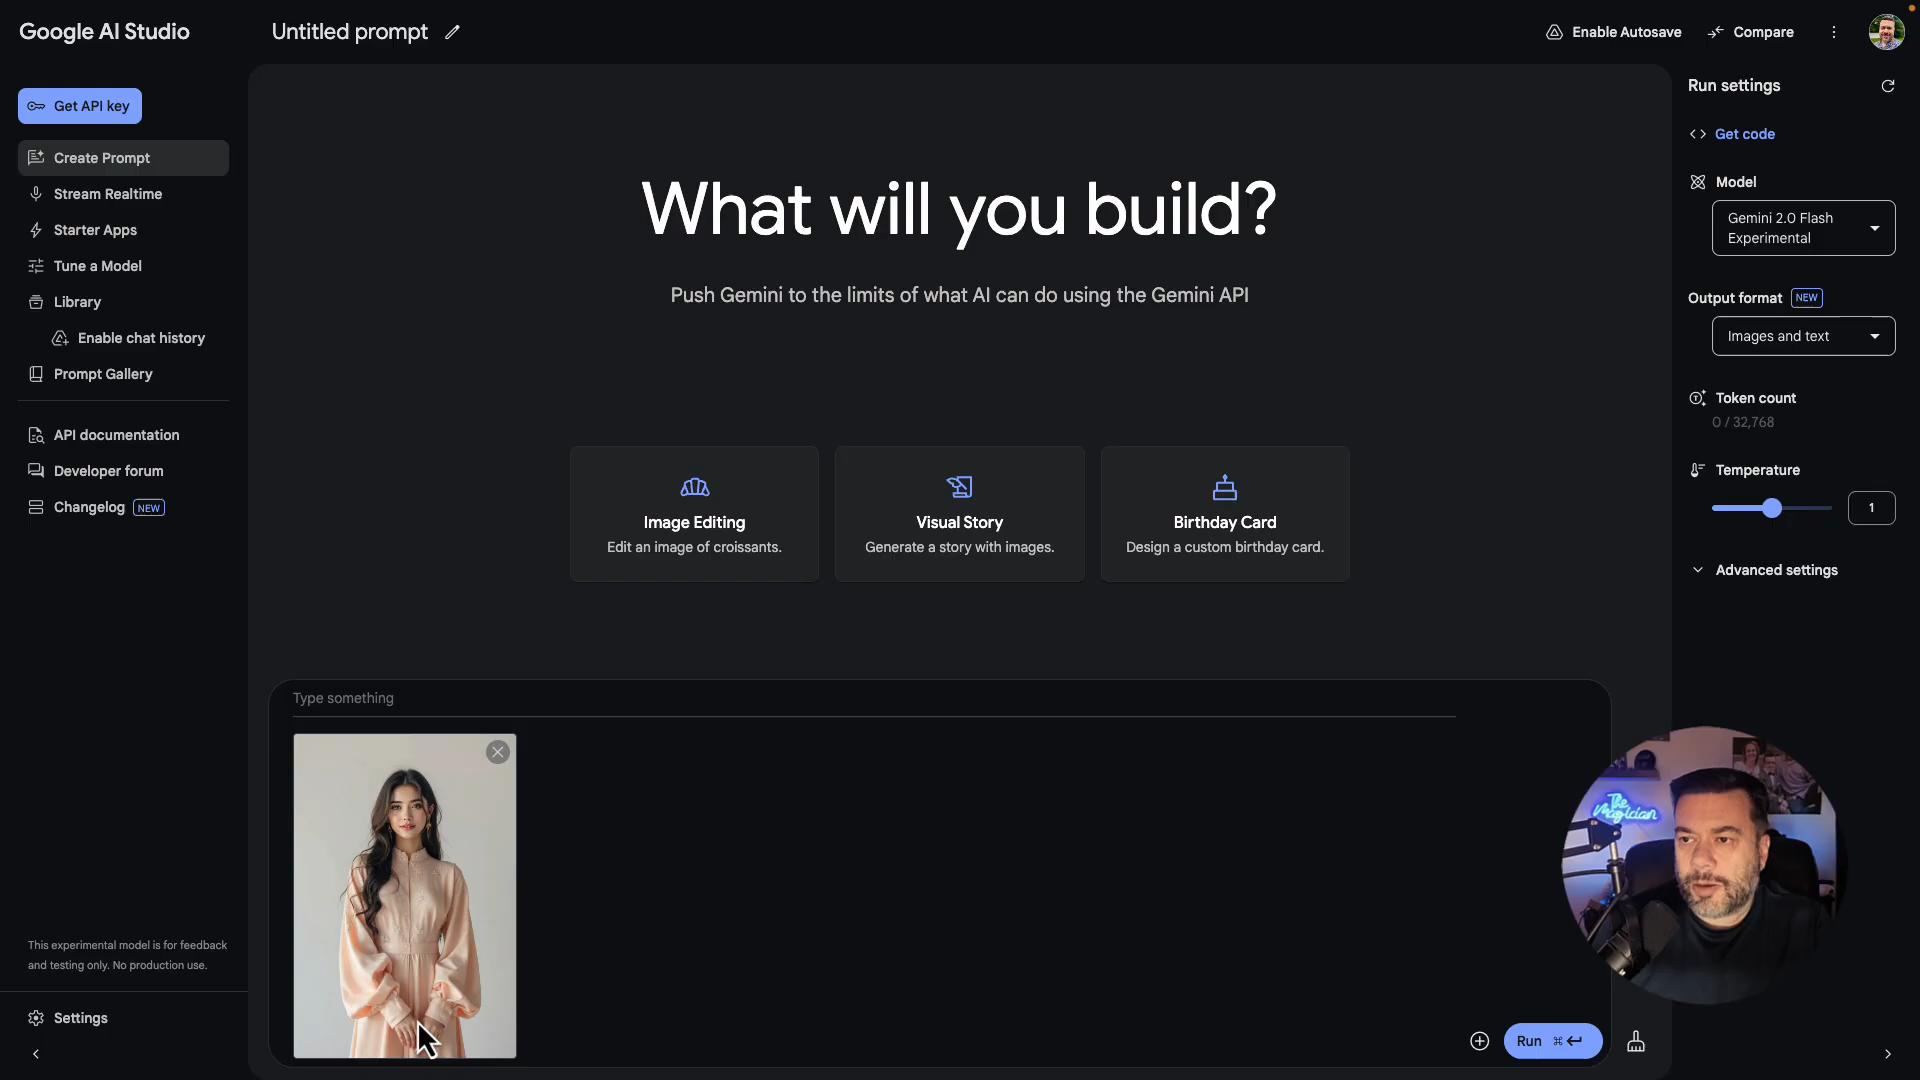 Google AI Studio
Untitled prompt
Enable Autosave
Compare
Get API key
Create Prompt
Stream Realtime
Starter Apps
Tune a Model
Library
Enable chat history
Prompt Gallery
API documentation
Developer forum
Changelog NEW
This experimental model is for feedback
and testing only. No production use.
Settings
What will you build?
Push Gemini to the limits of what AI can do using the Gemini API
Image Editing
Edit an image of croissants.
Visual Story
Generate a story with images.
Birthday Card
Design a custom birthday card.
Type something
Run ⌘
Run settings
Get code
Model
Gemini 2.0 Flash
Experimental
Output format NEW
Images and text
Token count
0 / 32,768
Temperature
1
Advanced settings
The
Magician